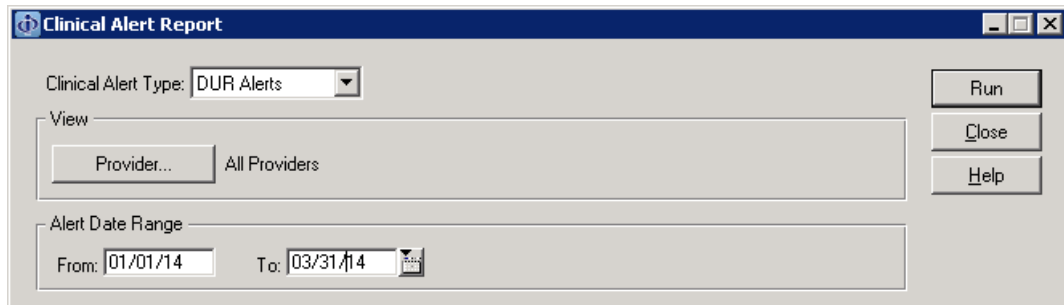 Clinical Alert Report
Clinical Alert Type: DUR Alerts
Run
View
Close
Provider... All Providers
Help
Alert Date Range
From: 01/01/14 To: 03/31/14